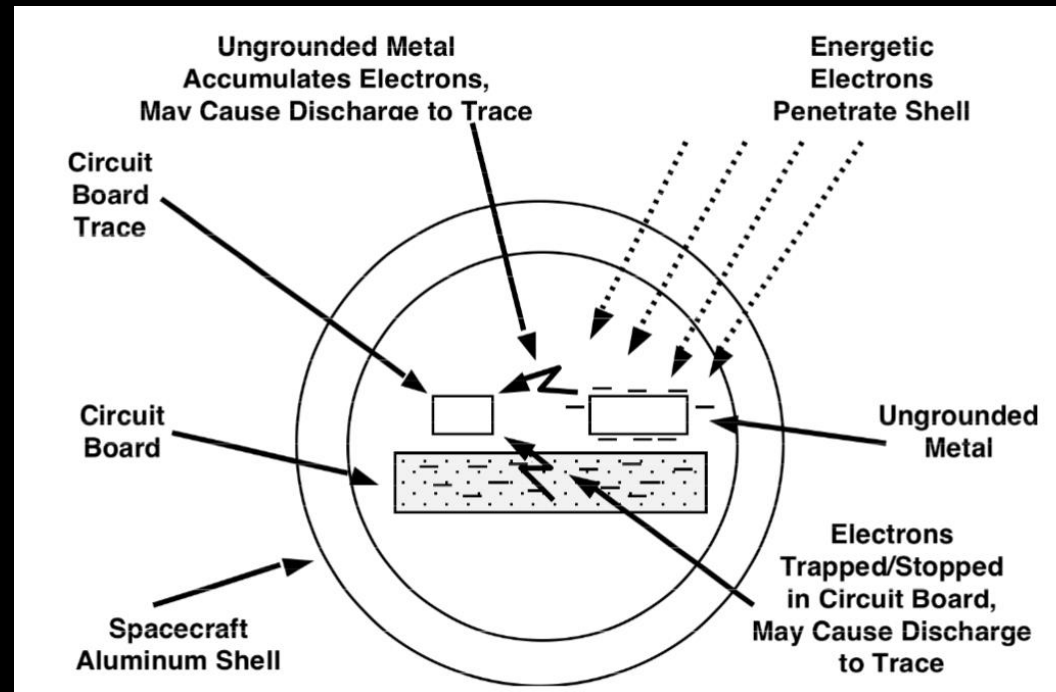 Ungrounded Metal
Accumulates Electrons,
May Cause Discharge to Trace
Energetic
Electrons
Penetrate Shell
Circuit
Board
Trace
Circuit
Board
Ungrounded
Metal
Electrons
Trapped/Stopped
in Circuit Board,
May Cause Discharge
to Trace
Spacecraft
Aluminum Shell